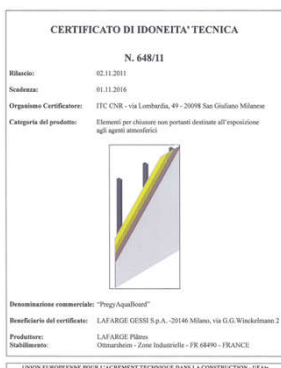 CERTIFICATO DI IDONEITA' TECNICA
N. 648/11
Rilascio: 02.11.2011
Scadenza: 01.11.2016
Organismo Certificatore: ITC CNR - via Lombardia, 49 - 20098 San Giuliano Milanese
Categoria del prodotto: Elementi per chiusure non portanti destinate all'esposizione
agli agenti atmosferici
Denominazione commerciale: "PregyAquaBoard"
Beneficiario del certificato: LAFARGE GESSI S.p.A. -20146 Milano, via G.G.Winckelmann 2
Produttore: LAFARGE Plâtres
Stabilimento: Ottmarsheim - Zone Industrielle - FR 68490 - FRANCE
UNION EUROPEENNE POUR L'AGREMENT TECHNIQUE DANS LA CONSTRUCTION - UEAtc